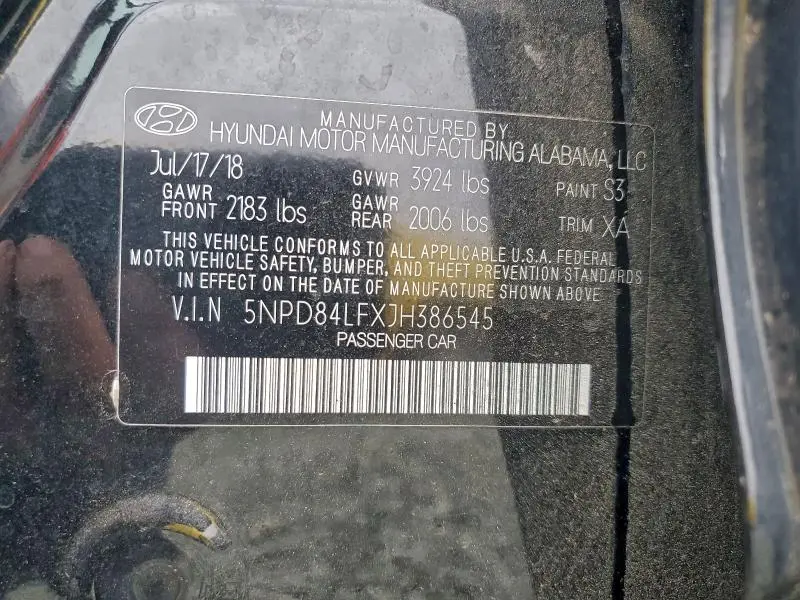 MANUFACTURED BY
HYUNDAI MOTOR MANUFACTURING ALABAMA, LLC
Jul/17/18 GVWR 3924 lbs PAINT S3
GAWR FRONT 2183 lbs GAWR REAR 2006 lbs TRIM XA
THIS VEHICLE CONFORMS TO ALL APPLICABLE U.S.A. FEDERAL
MOTOR VEHICLE SAFETY, BUMPER, AND THEFT PREVENTION STANDARDS
IN EFFECT ON THE DATE OF MANUFACTURE SHOWN ABOVE
V.I.N 5NPD84LFXJH386545
PASSENGER CAR